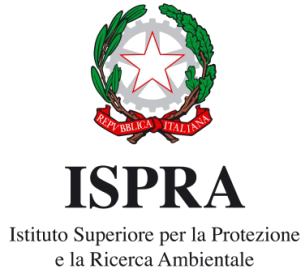 REPVBBLICA ITALIANA
ISPRA
Istituto Superiore per la Protezione
e la Ricerca Ambientale